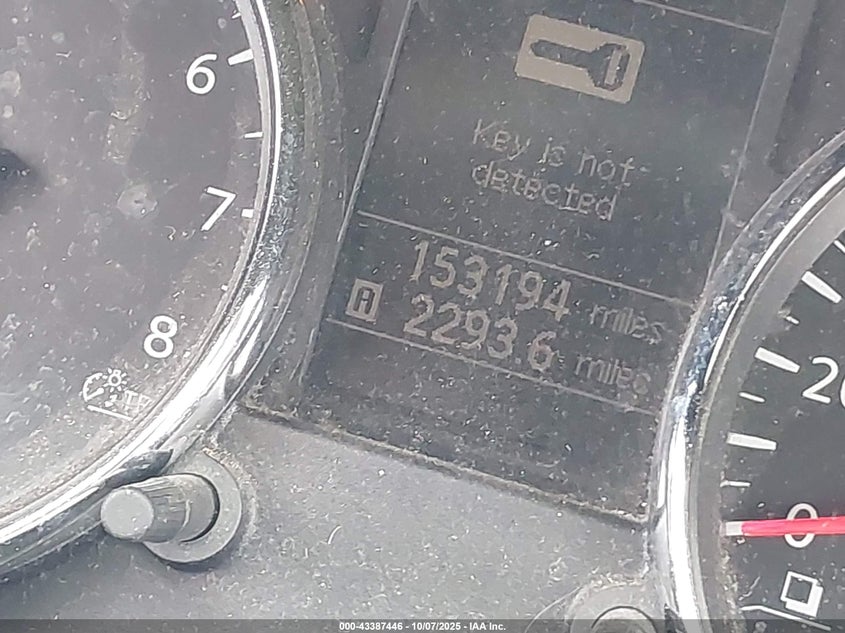 6
7
8
Key is not
detected
153194 miles
A 2293.6 miles
20
0
000-43387446 - 10/07/2025 - IAA Inc.